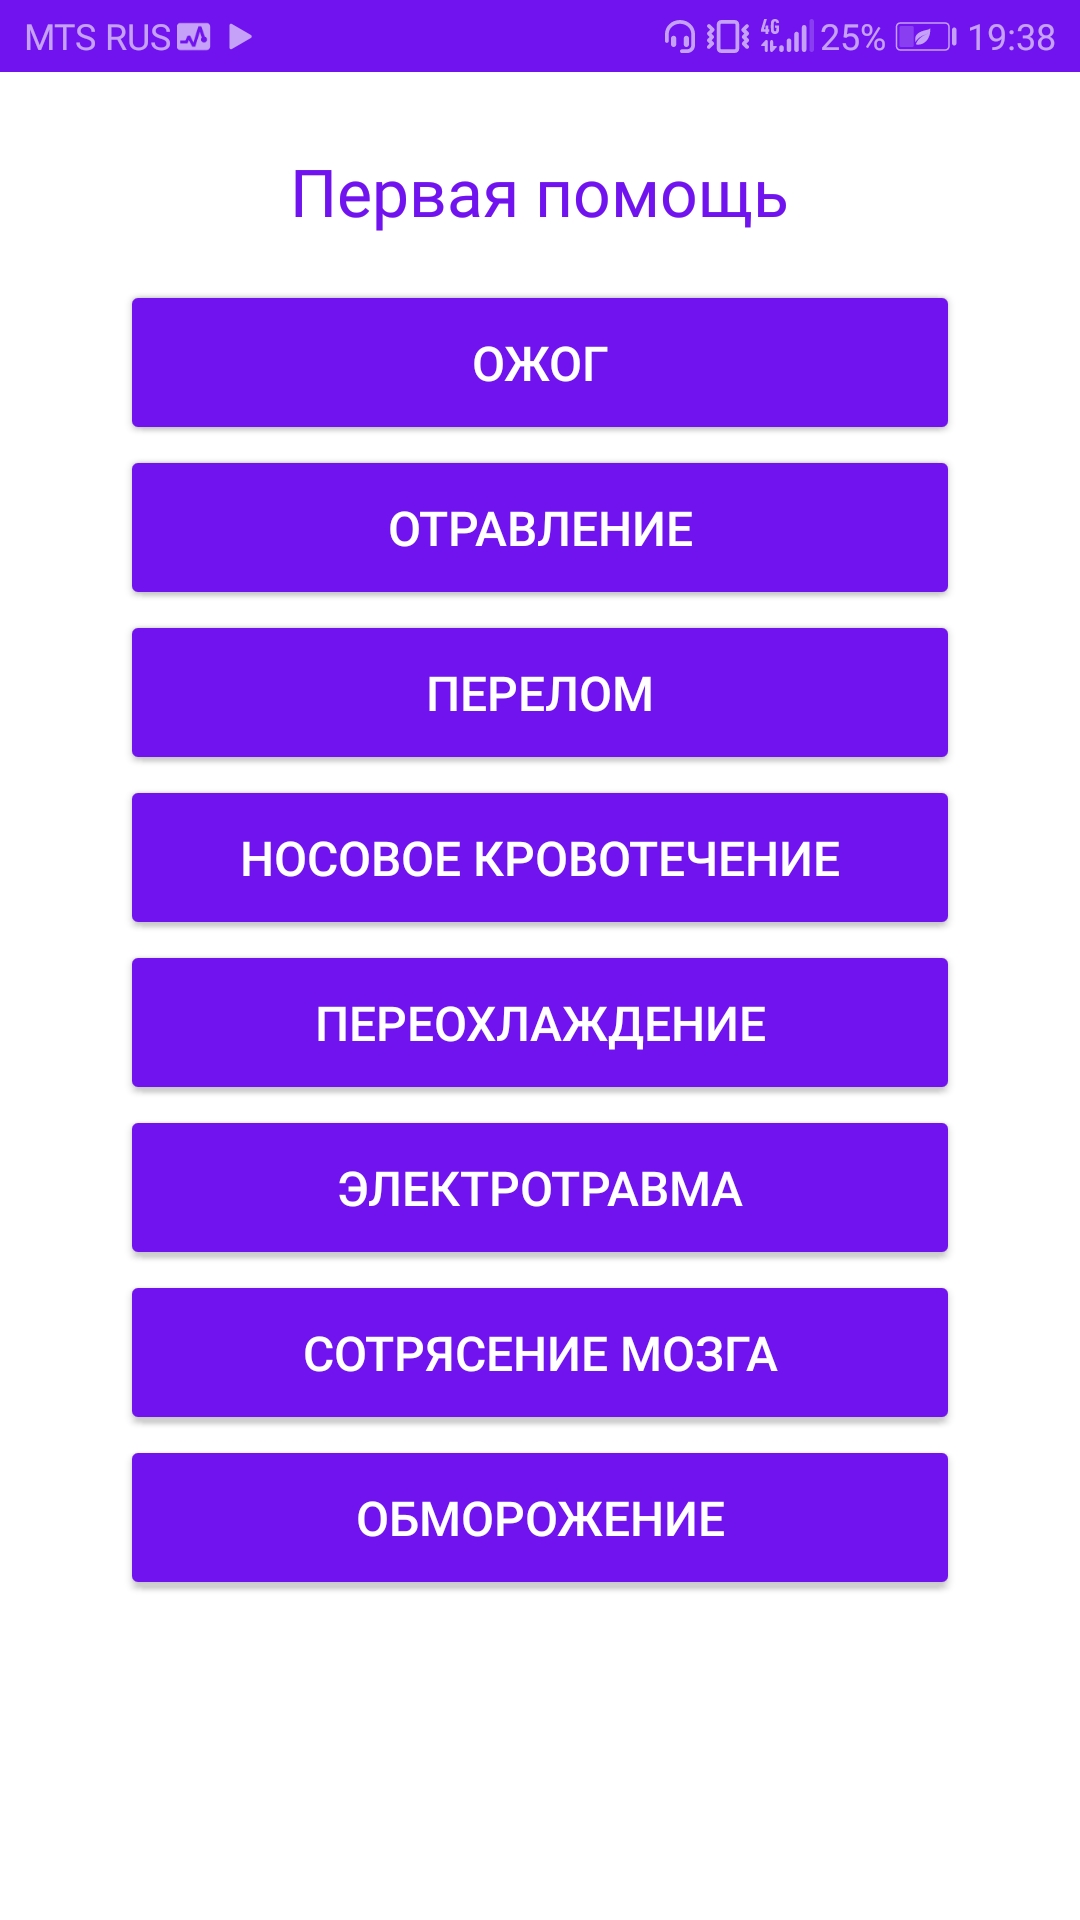 MTS RUS 4G 25% 19:38
Первая помощь
ОЖОГ
ОТРАВЛЕНИЕ
ПЕРЕЛОМ
НОСОВОЕ КРОВОТЕЧЕНИЕ
ПЕРЕОХЛАЖДЕНИЕ
ЭЛЕКТРОТРАВМА
СОТРЯСЕНИЕ МОЗГА
ОБМОРОЖЕНИЕ